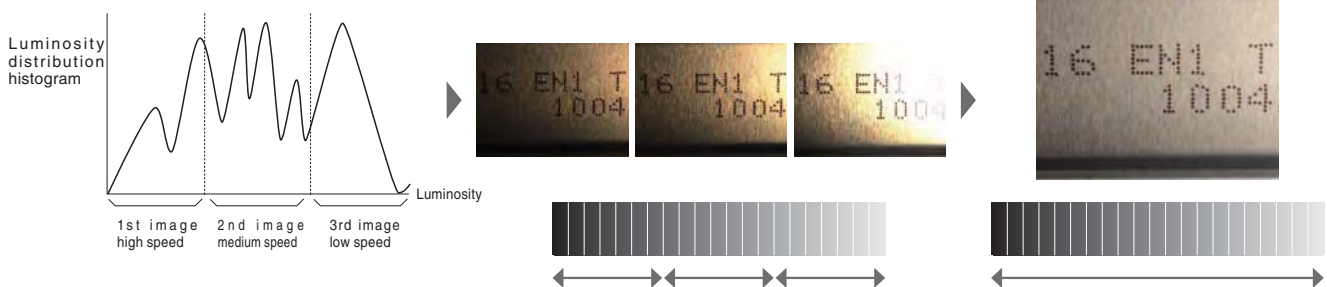 Luminosity
distribution
histogram
Luminosity
1st image
high speed
2nd image
medium speed
3rd image
low speed
16 EN1 T
1004
16 EN1 T
1004
16 EN1
1004
16 EN1 T
1004